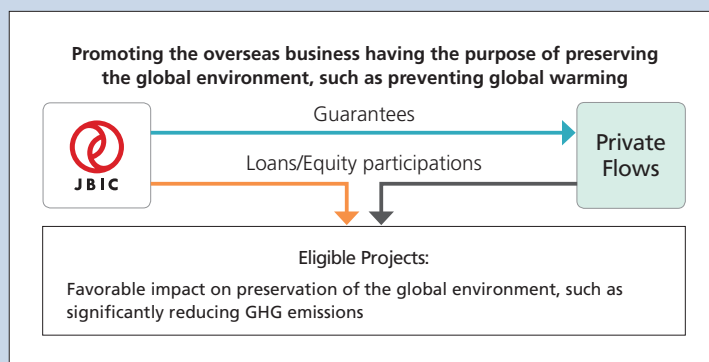 Promoting the overseas business having the purpose of preserving
the global environment, such as preventing global warming
Guarantees
JBIC
Loans/Equity participations
Private
Flows
Eligible Projects:
Favorable impact on preservation of the global environment, such as
significantly reducing GHG emissions